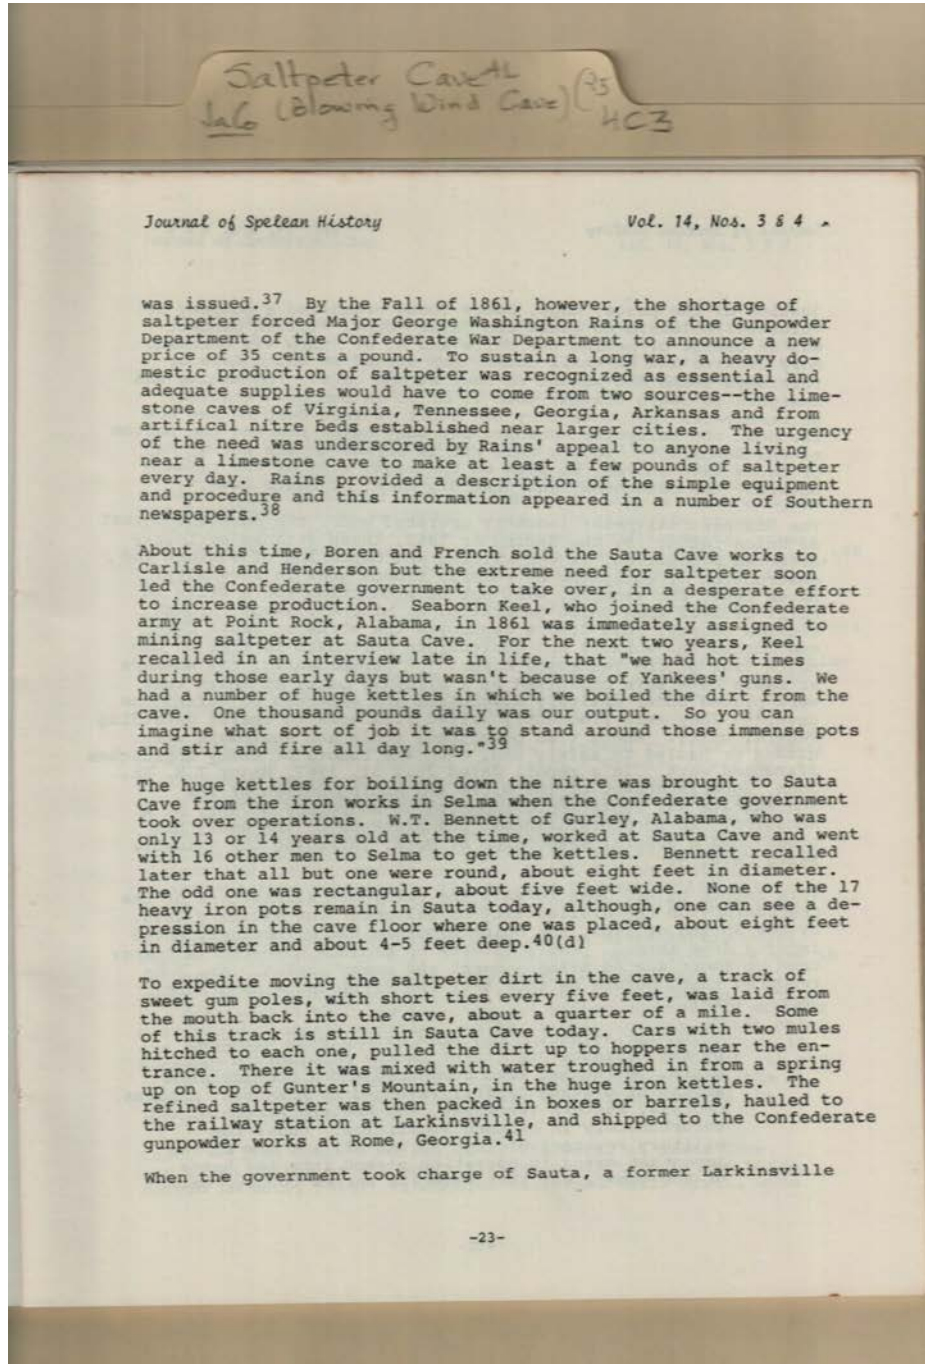 Saltpeter Cave AL
JaCo (Blowing Wind Cave)
4C3
Journal of Spelean History Vol. 14, Nos. 3 & 4
was issued.37 By the Fall of 1861, however, the shortage of
saltpeter forced Major George Washington Rains of the Gunpowder
Department of the Confederate War Department to announce a new
price of 35 cents a pound. To sustain a long war, a heavy do-
mestic production of saltpeter was recognized as essential and
adequate supplies would have to come from two sources--the lime-
stone caves of Virginia, Tennessee, Georgia, Arkansas and from
artifical nitre beds established near larger cities. The urgency
of the need was underscored by Rains' appeal to anyone living
near a limestone cave to make at least a few pounds of saltpeter
every day. Rains provided a description of the simple equipment
and procedure and this information appeared in a number of Southern
newspapers.38
About this time, Boren and French sold the Sauta Cave works to
Carlisle and Henderson but the extreme need for saltpeter soon
led the Confederate government to take over, in a desperate effort
to increase production. Seaborn Keel, who joined the Confederate
army at Point Rock, Alabama, in 1861 was immedately assigned to
mining saltpeter at Sauta Cave. For the next two years, Keel
recalled in an interview late in life, that "we had hot times
during those early days but wasn't because of Yankees' guns. We
had a number of huge kettles in which we boiled the dirt from the
cave. One thousand pounds daily was our output. So you can
imagine what sort of job it was to stand around those immense pots
and stir and fire all day long."39
The huge kettles for boiling down the nitre was brought to Sauta
Cave from the iron works in Selma when the Confederate government
took over operations. W.T. Bennett of Gurley, Alabama, who was
only 13 or 14 years old at the time, worked at Sauta Cave and went
with 16 other men to Selma to get the kettles. Bennett recalled
later that all but one were round, about eight feet in diameter.
The odd one was rectangular, about five feet wide. None of the 17
heavy iron pots remain in Sauta today, although, one can see a de-
pression in the cave floor where one was placed, about eight feet
in diameter and about 4-5 feet deep.40(d)
To expedite moving the saltpeter dirt in the cave, a track of
sweet gum poles, with short ties every five feet, was laid from
the mouth back into the cave, about a quarter of a mile. Some
of this track is still in Sauta Cave today. Cars with two mules
hitched to each one, pulled the dirt up to hoppers near the en-
trance. There it was mixed with water troughed in from a spring
up on top of Gunter's Mountain, in the huge iron kettles. The
refined saltpeter was then packed in boxes or barrels, hauled to
the railway station at Larkinsville, and shipped to the Confederate
gunpowder works at Rome, Georgia.41
When the government took charge of Sauta, a former Larkinsville
-23-